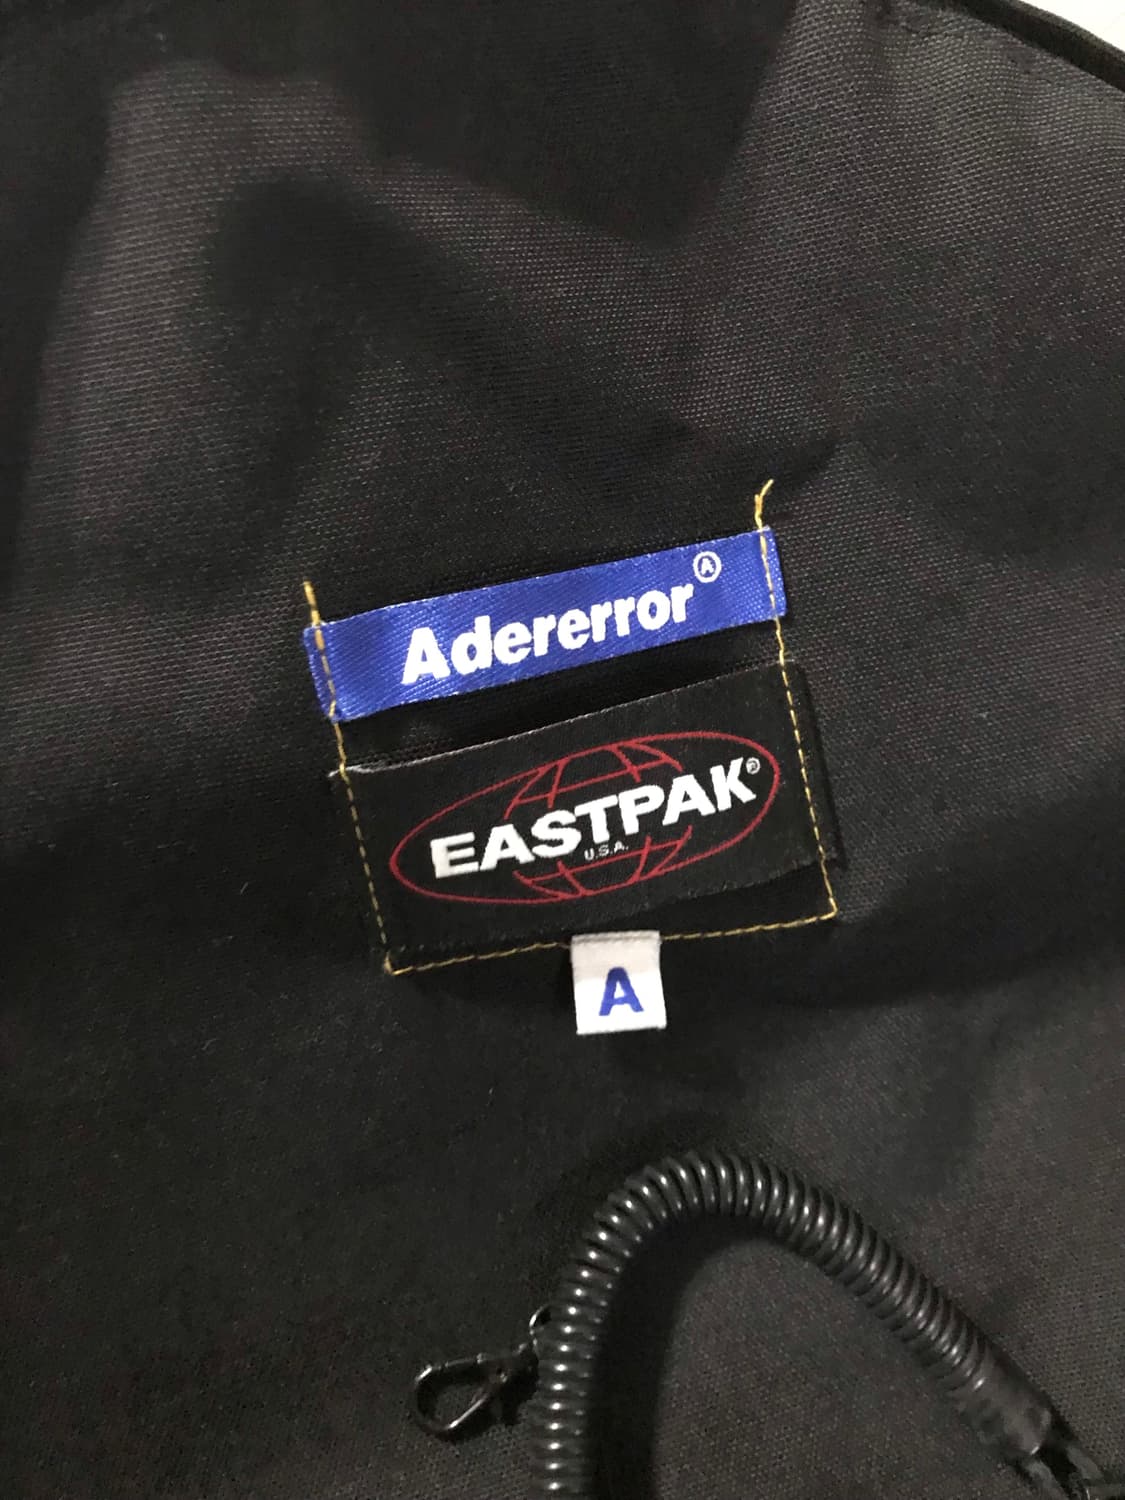 Adererror Ⓐ
EASTPAK®
U.S.A.
A